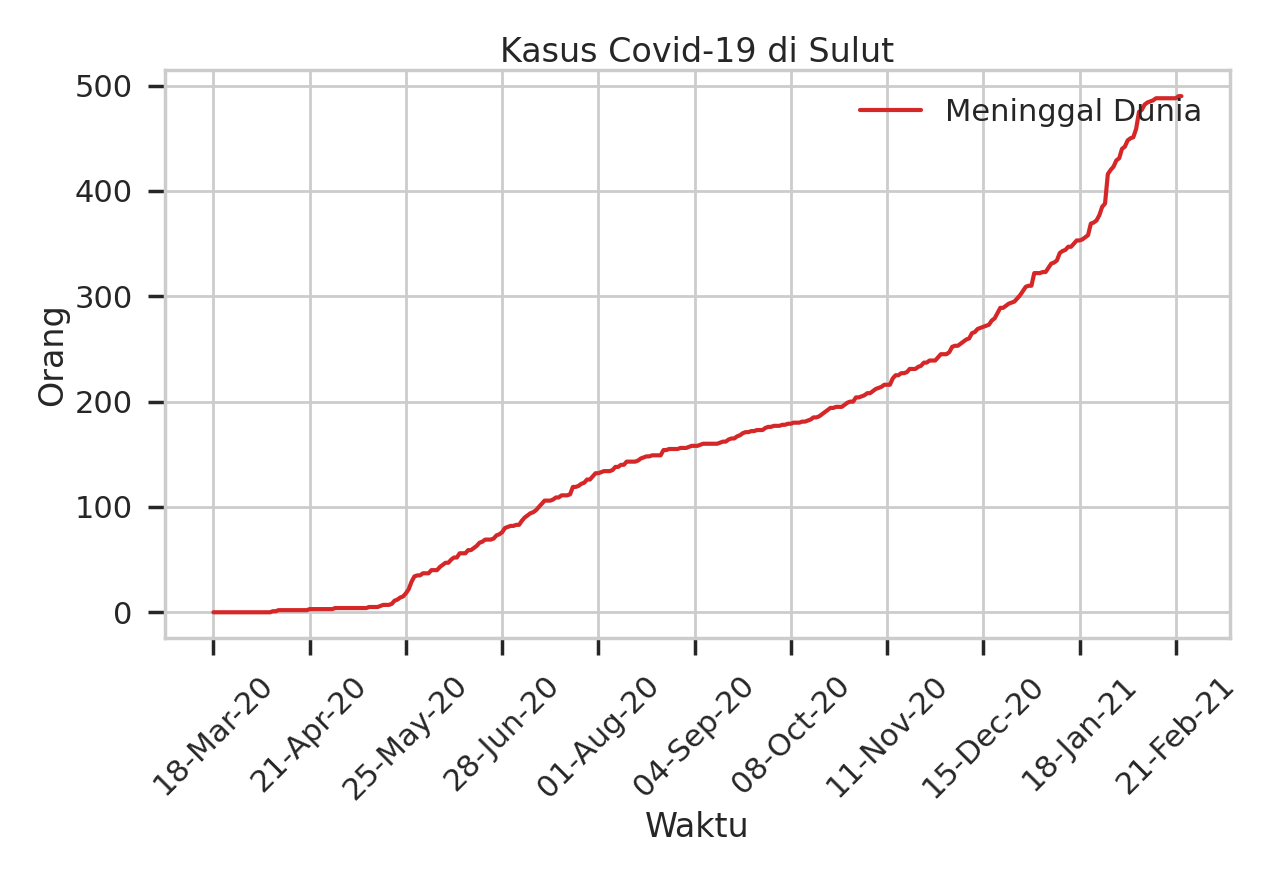 Kasus Covid-19 di Sulut
Meninggal Dunia
Orang
500
400
300
200
100
0
18-Mar-20
21-Apr-20
25-May-20
28-Jun-20
01-Aug-20
04-Sep-20
08-Oct-20
11-Nov-20
15-Dec-20
18-Jan-21
21-Feb-21
Waktu